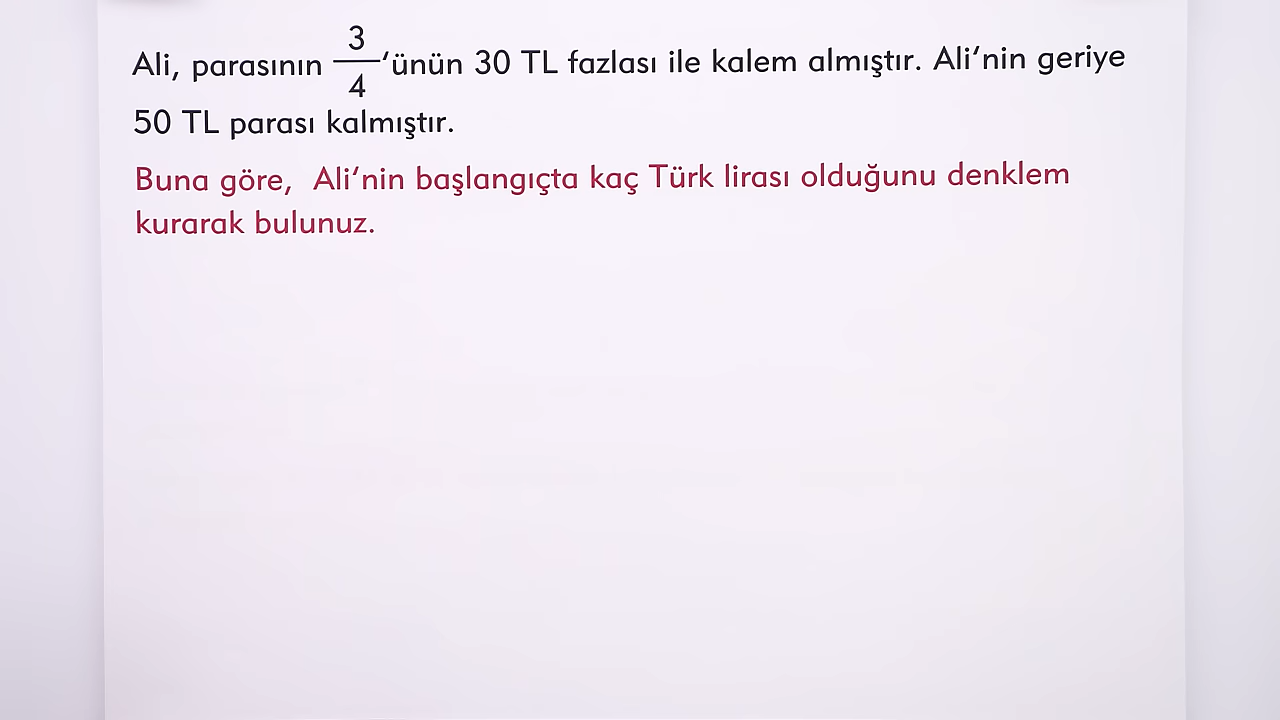 Ali, parasının 3/4'ünün 30 TL fazlası ile kalem almıştır. Ali'nin geriye
50 TL parası kalmıştır.
Buna göre, Ali'nin başlangıçta kaç Türk lirası olduğunu denklem
kurarak bulunuz.